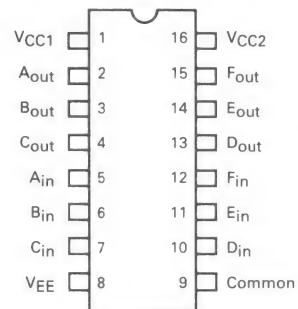 VCC1 1 16 VCC2
Aout 2 15 Fout
Bout 3 14 Eout
Cout 4 13 Dout
Ain 5 12 Fin
Bin 6 11 Ein
Cin 7 10 Din
VEE 8 9 Common